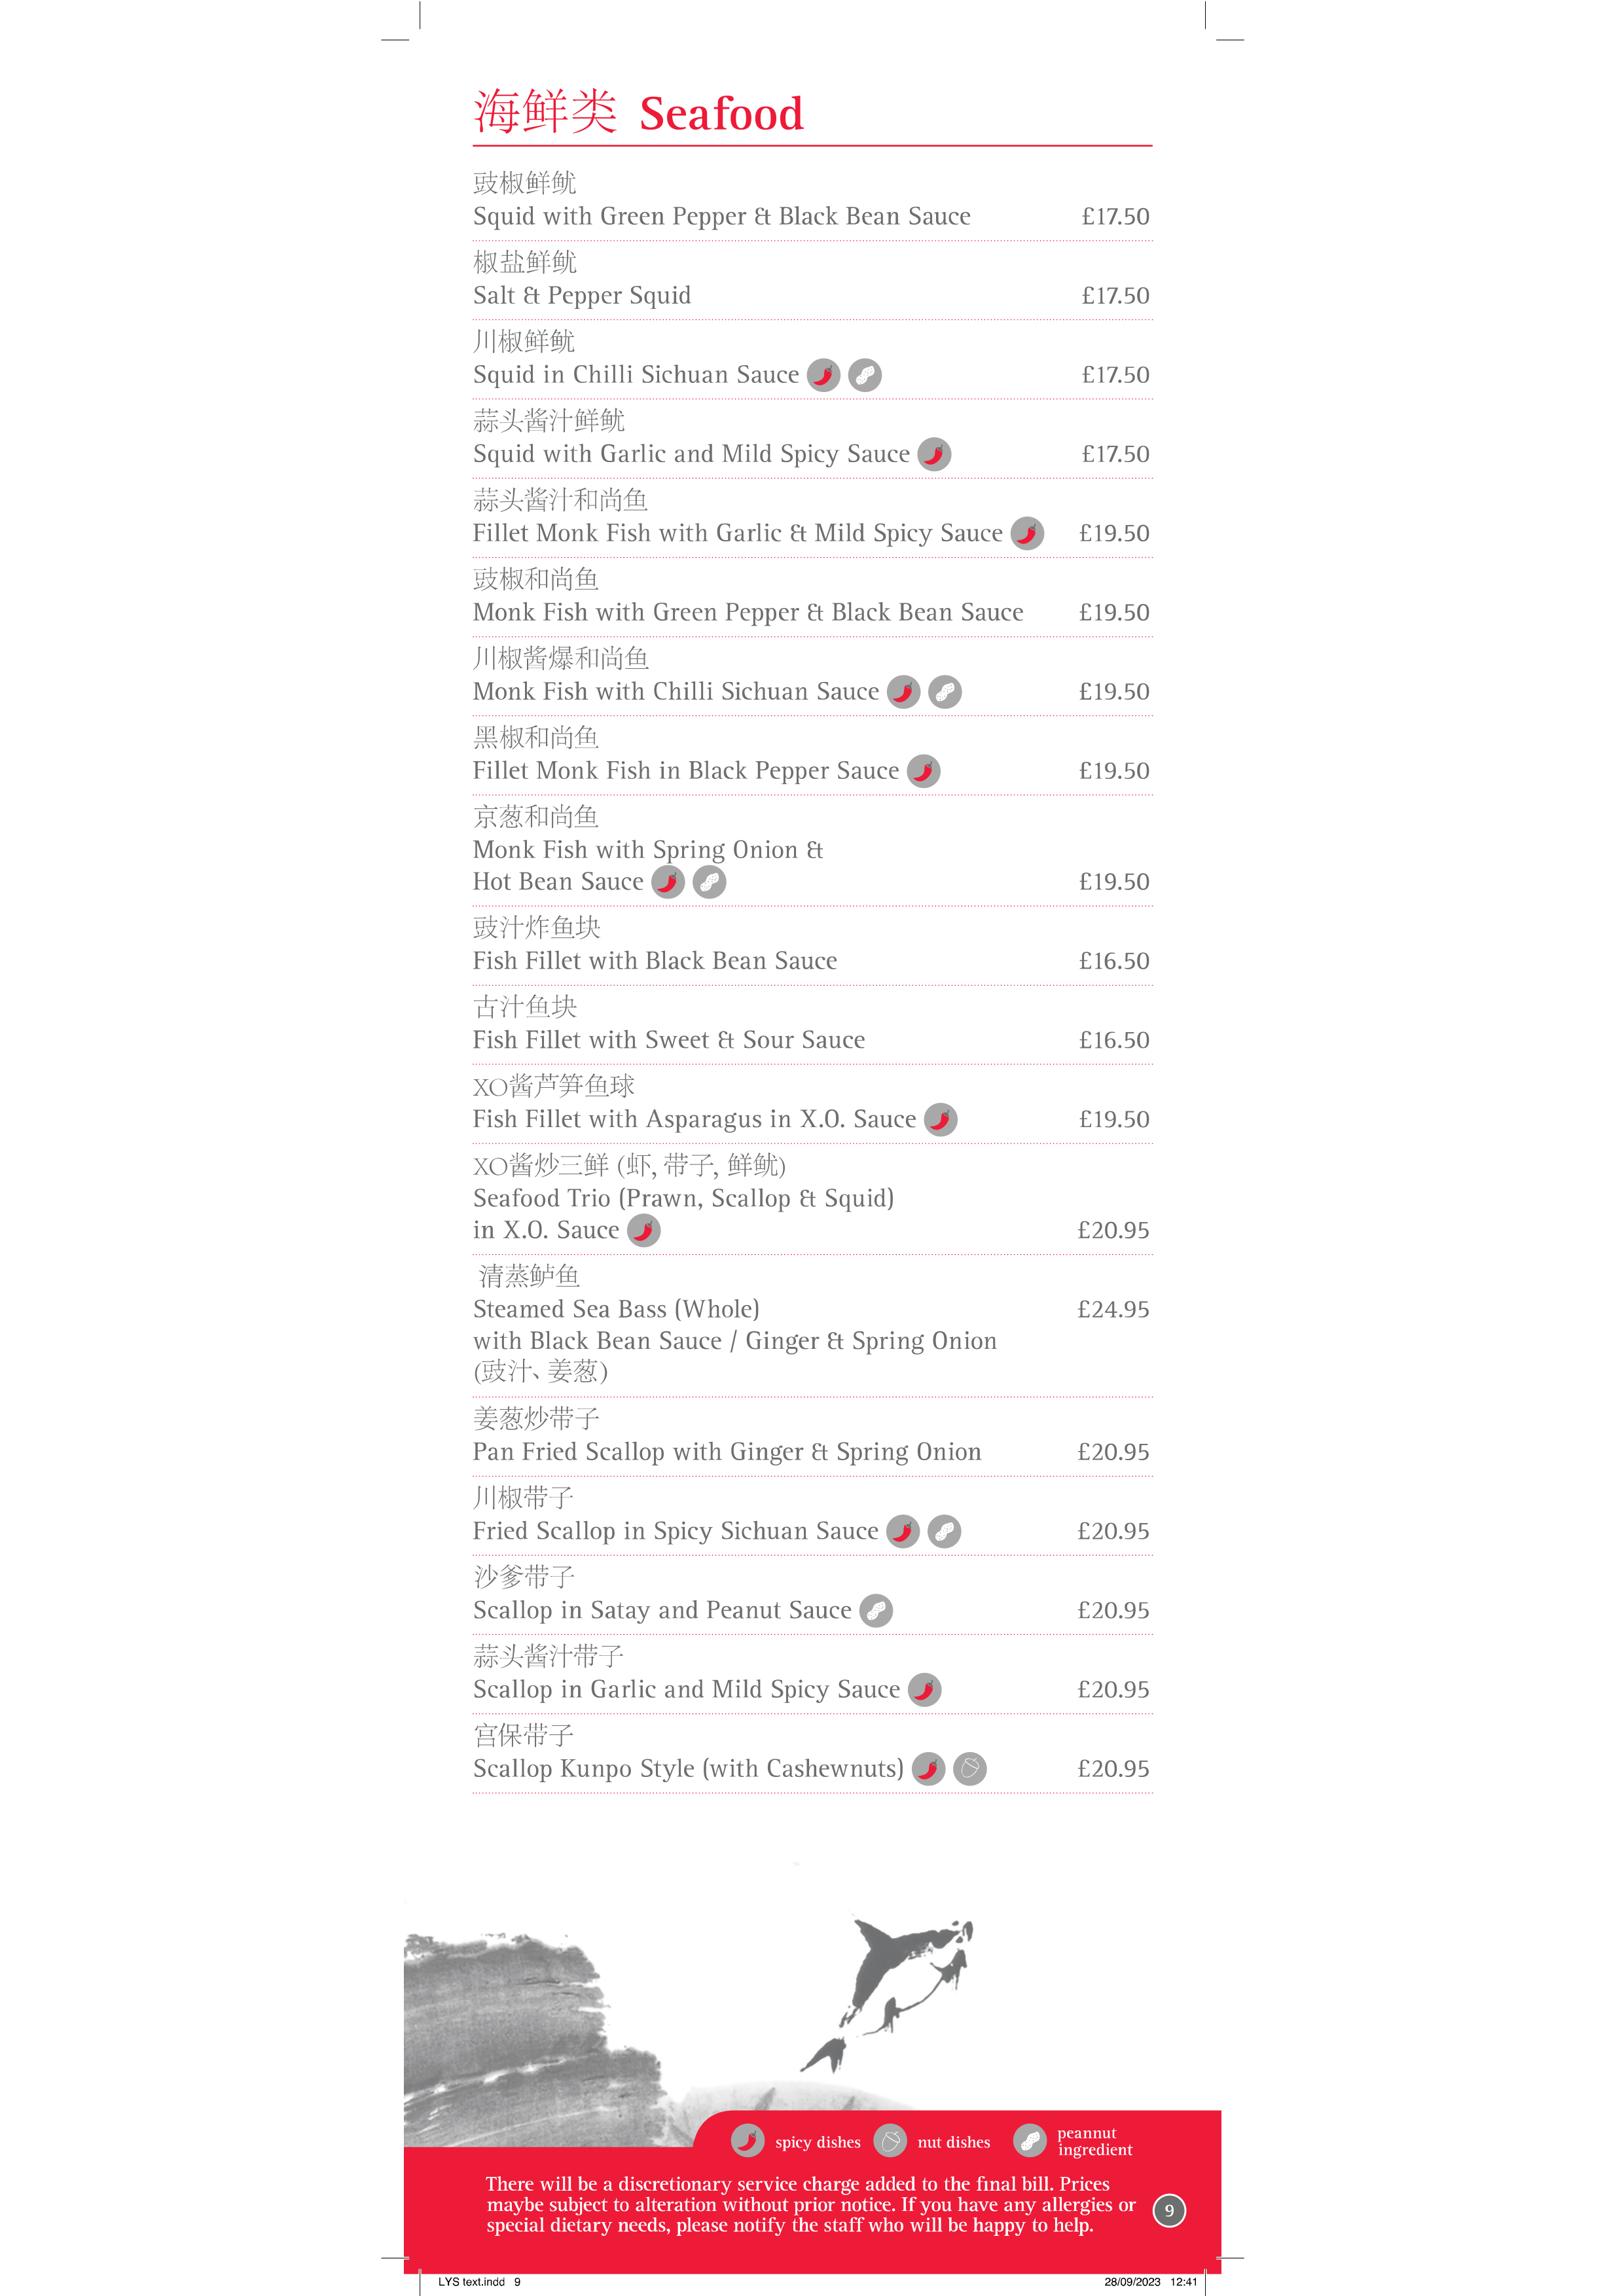 海鲜类 Seafood
豉椒鲜鱿
Squid with Green Pepper & Black Bean Sauce £17.50
椒盐鲜鱿
Salt & Pepper Squid £17.50
川椒鲜鱿
Squid in Chilli Sichuan Sauce £17.50
蒜头酱汁鲜鱿
Squid with Garlic and Mild Spicy Sauce £17.50
蒜头酱汁和尚鱼
Fillet Monk Fish with Garlic & Mild Spicy Sauce £19.50
豉椒和尚鱼
Monk Fish with Green Pepper & Black Bean Sauce £19.50
川椒酱爆和尚鱼
Monk Fish with Chilli Sichuan Sauce £19.50
黑椒和尚鱼
Fillet Monk Fish in Black Pepper Sauce £19.50
京葱和尚鱼
Monk Fish with Spring Onion &
Hot Bean Sauce £19.50
豉汁炸鱼块
Fish Fillet with Black Bean Sauce £16.50
古汁鱼块
Fish Fillet with Sweet & Sour Sauce £16.50
XO酱芦笋鱼球
Fish Fillet with Asparagus in X.O. Sauce £19.50
XO酱炒三鲜 (虾, 带子, 鲜鱿)
Seafood Trio (Prawn, Scallop & Squid)
in X.O. Sauce £20.95
清蒸鲈鱼
Steamed Sea Bass (Whole) £24.95
with Black Bean Sauce / Ginger & Spring Onion
(豉汁、姜葱)
姜葱炒带子
Pan Fried Scallop with Ginger & Spring Onion £20.95
川椒带子
Fried Scallop in Spicy Sichuan Sauce £20.95
沙爹带子
Scallop in Satay and Peanut Sauce £20.95
蒜头酱汁带子
Scallop in Garlic and Mild Spicy Sauce £20.95
宫保带子
Scallop Kunpo Style (with Cashewnuts) £20.95
spicy dishes nut dishes peannut
ingredient
There will be a discretionary service charge added to the final bill. Prices
maybe subject to alteration without prior notice. If you have any allergies or
special dietary needs, please notify the staff who will be happy to help.
9
LYS text.indd 9 28/09/2023 12:41